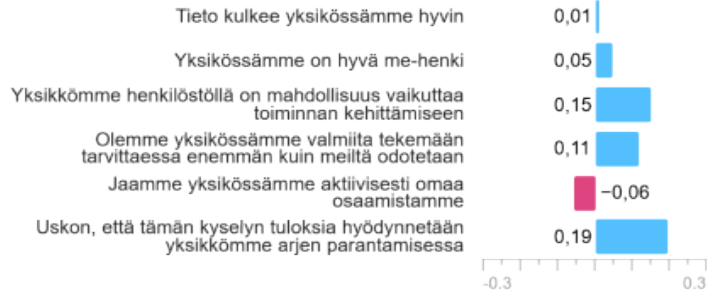 Tieto kulkee yksikössämme hyvin 0,01
Yksikössämme on hyvä me-henki 0,05
Yksikkömme henkilöstöllä on mahdollisuus vaikuttaa
toiminnan kehittämiseen 0,15
Olemme yksikössämme valmiita tekemään
tarvittaessa enemmän kuin meiltä odotetaan 0,11
Jaamme yksikössämme aktiivisesti omaa
osaamistamme −0,06
Uskon, että tämän kyselyn tuloksia hyödynnetään
yksikkömme arjen parantamisessa 0,19
-0.3 0.3